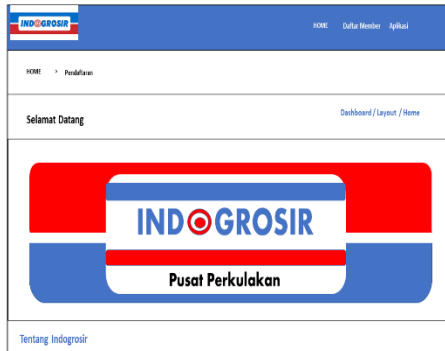 INDOGROSIR
HOME Daftar Member Aplikasi
HOME > Pendaftaran
Selamat Datang
Dashboard / Layout / Home
INDOGROSIR
Pusat Perkulakan
Tentang Indogrosir